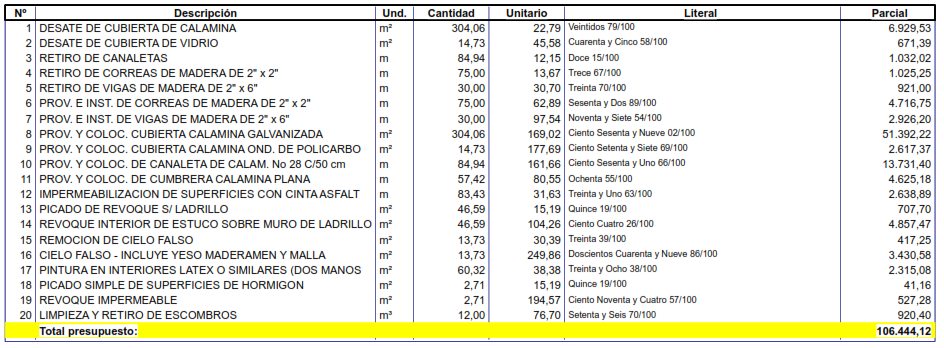 Nº Descripción Und. Cantidad Unitario Literal Parcial
1 DESATE DE CUBIERTA DE CALAMINA m² 304,06 22,79 Veintidos 79/100 6.929,53
2 DESATE DE CUBIERTA DE VIDRIO m² 14,73 45,58 Cuarenta y Cinco 58/100 671,39
3 RETIRO DE CANALETAS m 84,94 12,15 Doce 15/100 1.032,02
4 RETIRO DE CORREAS DE MADERA DE 2" x 2" m 75,00 13,67 Trece 67/100 1.025,25
5 RETIRO DE VIGAS DE MADERA DE 2" x 6" m 30,00 30,70 Treinta 70/100 921,00
6 PROV. E INST. DE CORREAS DE MADERA DE 2" x 2" m 75,00 62,89 Sesenta y Dos 89/100 4.716,75
7 PROV. E INST. DE VIGAS DE MADERA DE 2" x 6" m 30,00 97,54 Noventa y Siete 54/100 2.926,20
8 PROV. Y COLOC. CUBIERTA CALAMINA GALVANIZADA m² 304,06 169,02 Ciento Sesenta y Nueve 02/100 51.392,22
9 PROV. Y COLOC. CUBIERTA CALAMINA OND. DE POLICARBO m² 14,73 177,69 Ciento Setenta y Siete 69/100 2.617,37
10 PROV. Y COLOC. DE CANALETA DE CALAM. No 28 C/50 cm m 84,94 161,66 Ciento Sesenta y Uno 66/100 13.731,40
11 PROV. Y COLOC. DE CUMBRERA CALAMINA PLANA m 57,42 80,55 Ochenta 55/100 4.625,18
12 IMPERMEABILIZACION DE SUPERFICIES CON CINTA ASFALT m 83,43 31,63 Treinta y Uno 63/100 2.638,89
13 PICADO DE REVOQUE S/ LADRILLO m² 46,59 15,19 Quince 19/100 707,70
14 REVOQUE INTERIOR DE ESTUCO SOBRE MURO DE LADRILLO m² 46,59 104,26 Ciento Cuatro 26/100 4.857,47
15 REMOCION DE CIELO FALSO m² 13,73 30,39 Treinta 39/100 417,25
16 CIELO FALSO - INCLUYE YESO MADERAMEN Y MALLA m² 13,73 249,86 Doscientos Cuarenta y Nueve 86/100 3.430,58
17 PINTURA EN INTERIORES LATEX O SIMILARES (DOS MANOS m² 60,32 38,38 Treinta y Ocho 38/100 2.315,08
18 PICADO SIMPLE DE SUPERFICIES DE HORMIGON m² 2,71 15,19 Quince 19/100 41,16
19 REVOQUE IMPERMEABLE m² 2,71 194,57 Ciento Noventa y Cuatro 57/100 527,28
20 LIMPIEZA Y RETIRO DE ESCOMBROS m³ 12,00 76,70 Setenta y Seis 70/100 920,40
Total presupuesto: 106.444,12